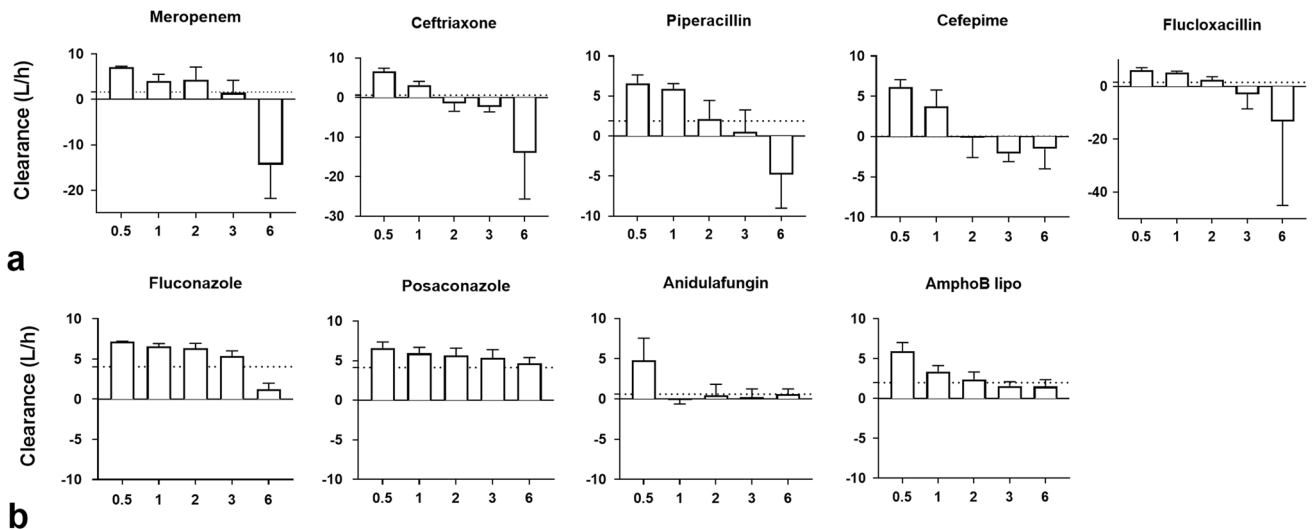 Meropenem
Ceftriaxone
Piperacillin
Cefepime
Flucloxacillin
Clearance (L/h)
10
0
-10
-20
0.5 1 2 3 6
10
0
-10
-20
-30
0.5 1 2 3 6
10
5
0
-5
-10
0.5 1 2 3 6
10
5
0
-5
-10
0.5 1 2 3 6
0
-20
-40
0.5 1 2 3 6
a
Fluconazole
Posaconazole
Anidulafungin
AmphoB lipo
Clearance (L/h)
10
5
0
-5
-10
0.5 1 2 3 6
10
5
0
-5
-10
0.5 1 2 3 6
10
5
0
-5
-10
0.5 1 2 3 6
10
5
0
-5
-10
0.5 1 2 3 6
b